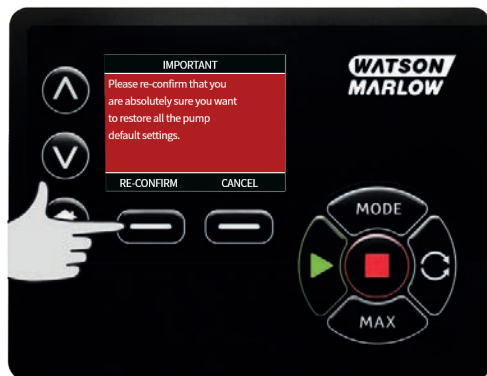 IMPORTANT
Please re-confirm that you
are absolutely sure you want
to restore all the pump
default settings.
RE-CONFIRM CANCEL
WATSON
MARLOW
MODE
MAX